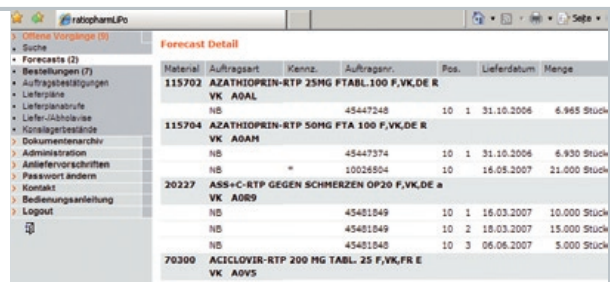 ratiopharmLiPo
Seite
Offene Vorgänge (9)
Suche
Forecasts (2)
Bestellungen (7)
Auftragsbestätigungen
Lieferpläne
Lieferplanabrufe
Liefer-/Abholavise
Konsilagerbestände
Dokumentenarchiv
Administration
Anliefervorschriften
Passwort ändern
Kontakt
Bedienungsanleitung
Logout
Forecast Detail
Material Auftragsart Kennz. Auftragsnr. Pos. Lieferdatum Menge
115702 AZATHIOPRIN-RTP 25MG FTABL.100 F,VK,DE R
VK A0AL
NB 45447248 10 1 31.10.2006 6.965 Stück
115704 AZATHIOPRIN-RTP 50MG FTA 100 F,VK,DE R
VK A0AM
NB 45447374 10 1 31.10.2006 6.930 Stück
NB * 10026504 10 16.05.2007 21.000 Stück
20227 ASS+C-RTP GEGEN SCHMERZEN OP20 F,VK,DE a
VK A0R9
NB 45481849 10 1 16.03.2007 10.000 Stück
NB 45481849 10 2 18.03.2007 15.000 Stück
NB 45481848 10 3 06.06.2007 5.000 Stück
70300 ACICLOVIR-RTP 200 MG TABL. 25 F,VK,FR E
VK A0V5